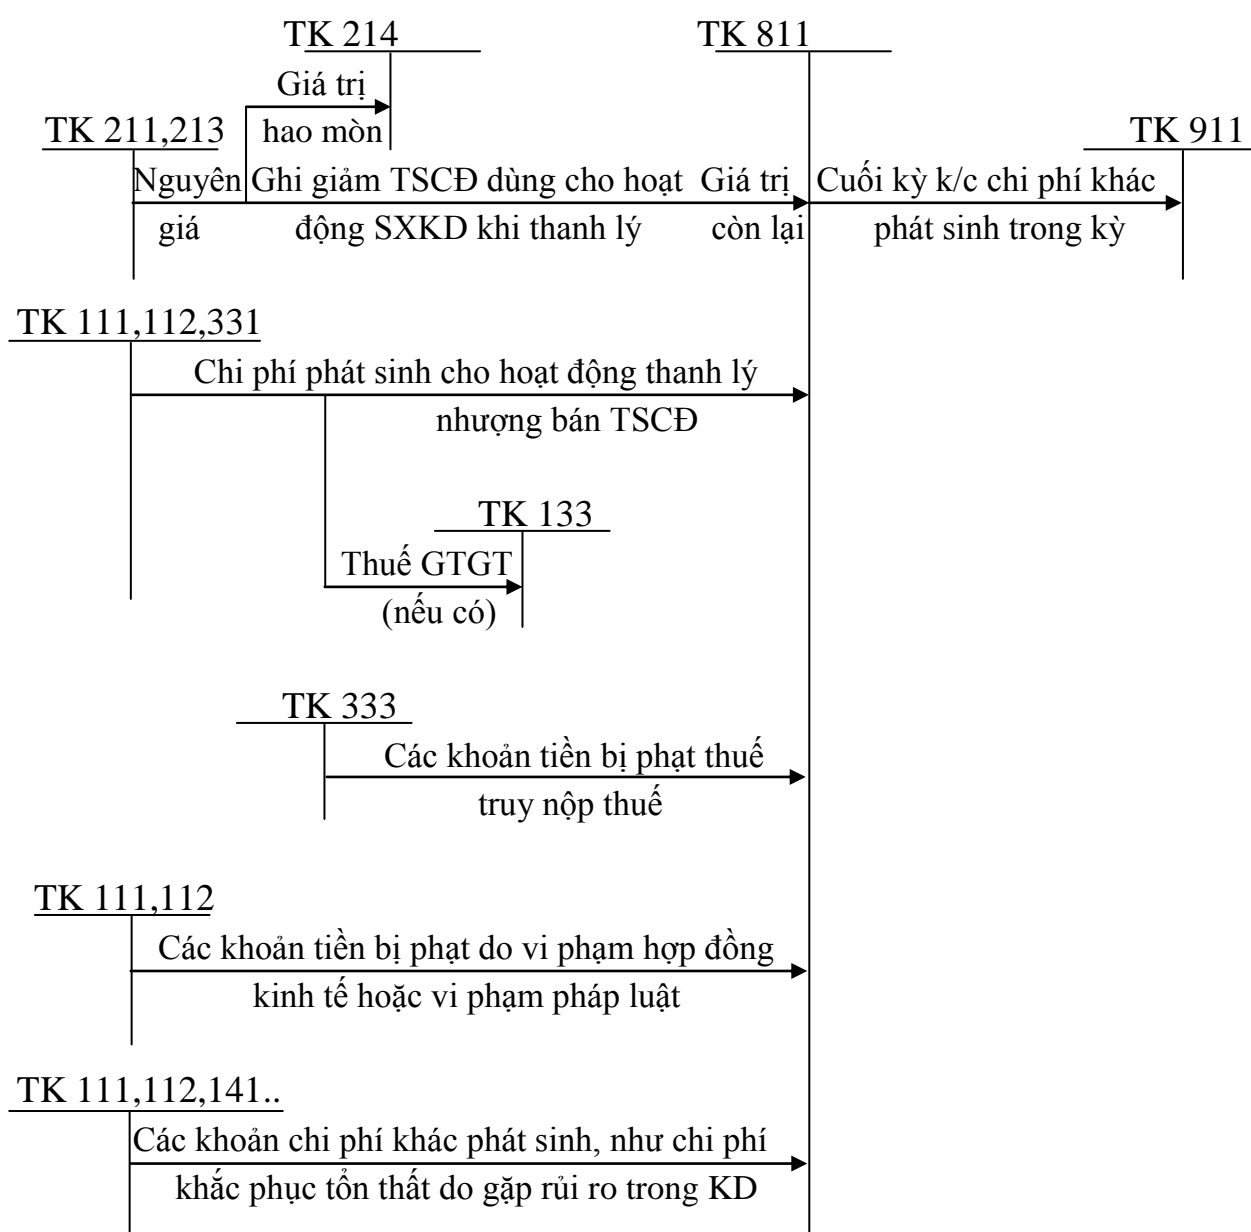 TK 214
TK 811
Giá trị
hao mòn
TK 211,213
TK 911
Nguyên
giá
Ghi giảm TSCĐ dùng cho hoạt
động SXKD khi thanh lý
Giá trị
còn lại
Cuối kỳ k/c chi phí khác
phát sinh trong kỳ
TK 111,112,331
Chi phí phát sinh cho hoạt động thanh lý
nhượng bán TSCĐ
TK 133
Thuế GTGT
(nếu có)
TK 333
Các khoản tiền bị phạt thuế
truy nộp thuế
TK 111,112
Các khoản tiền bị phạt do vi phạm hợp đồng
kinh tế hoặc vi phạm pháp luật
TK 111,112,141..
Các khoản chi phí khác phát sinh, như chi phí
khắc phục tổn thất do gặp rủi ro trong KD